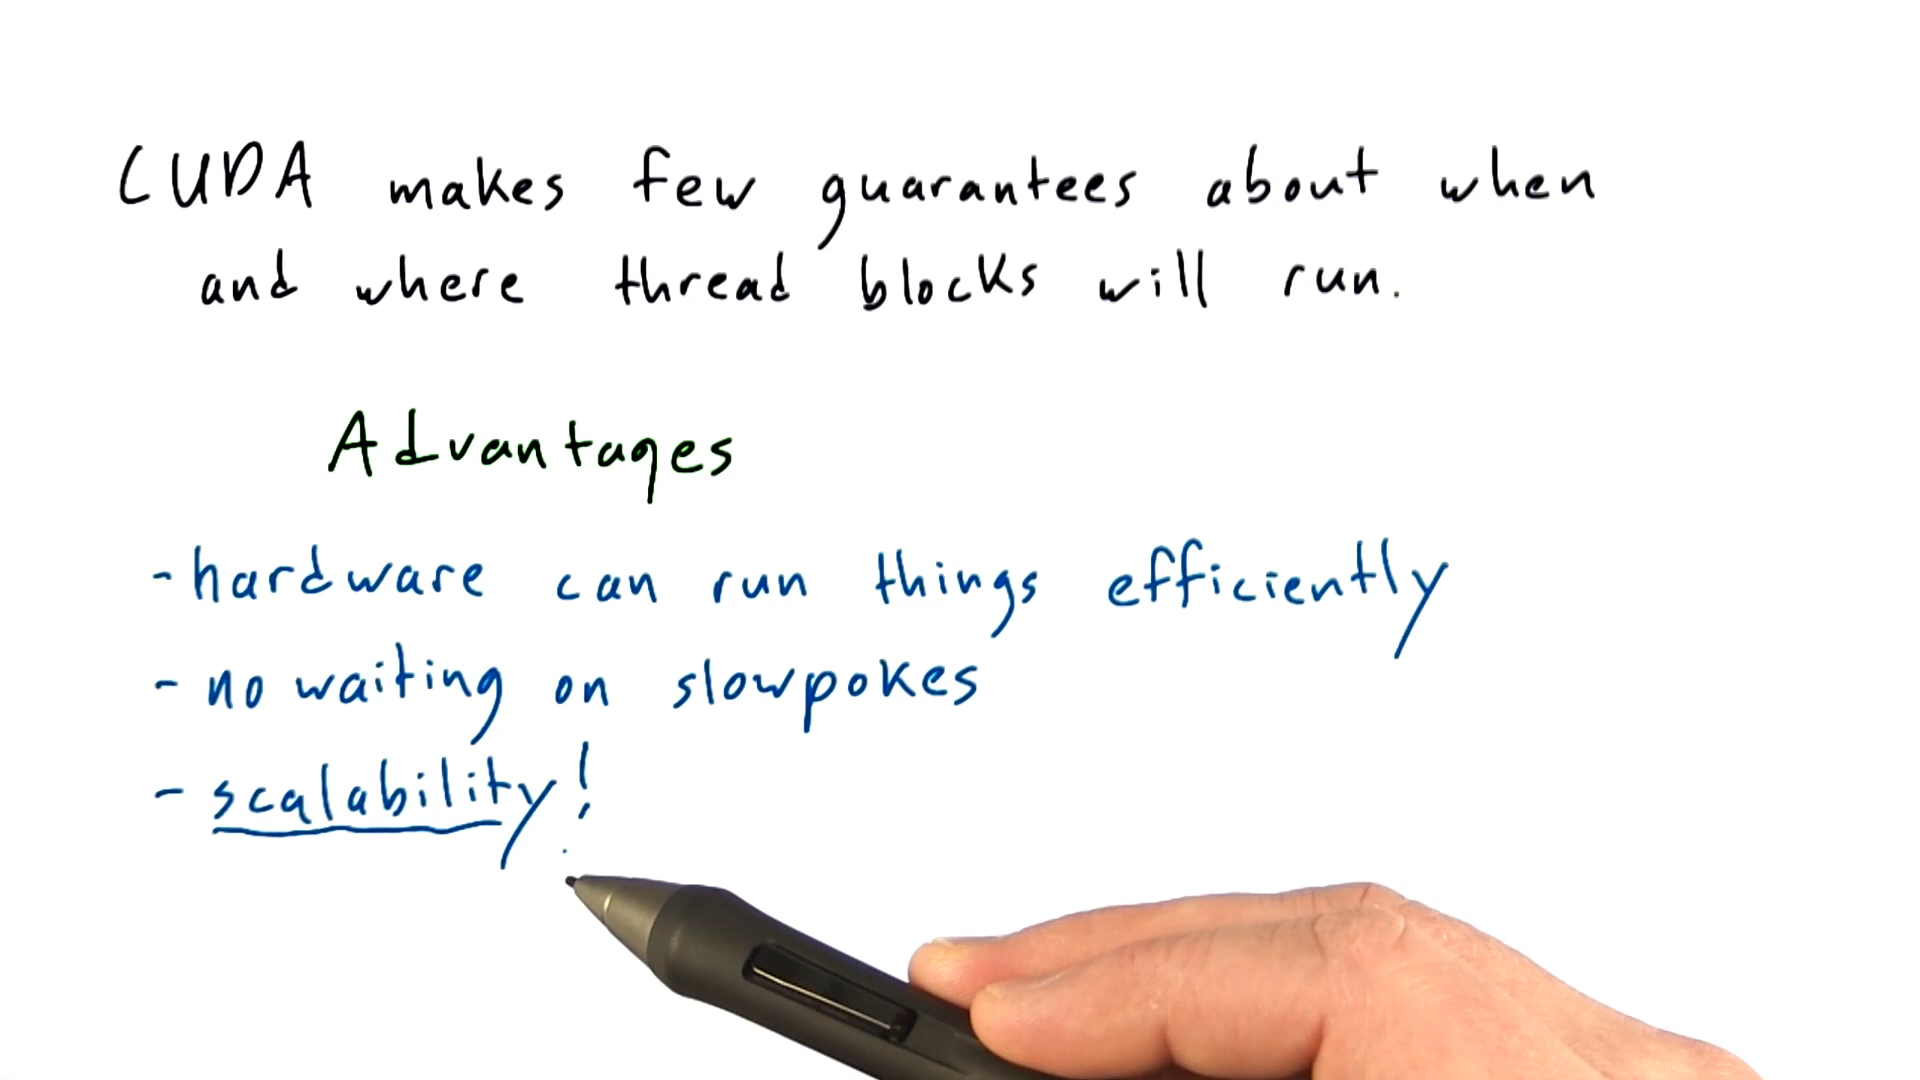 CUDA makes few guarantees about when
and where thread blocks will run.
Advantages
- hardware can run things efficiently
- no waiting on slowpokes
- scalability!